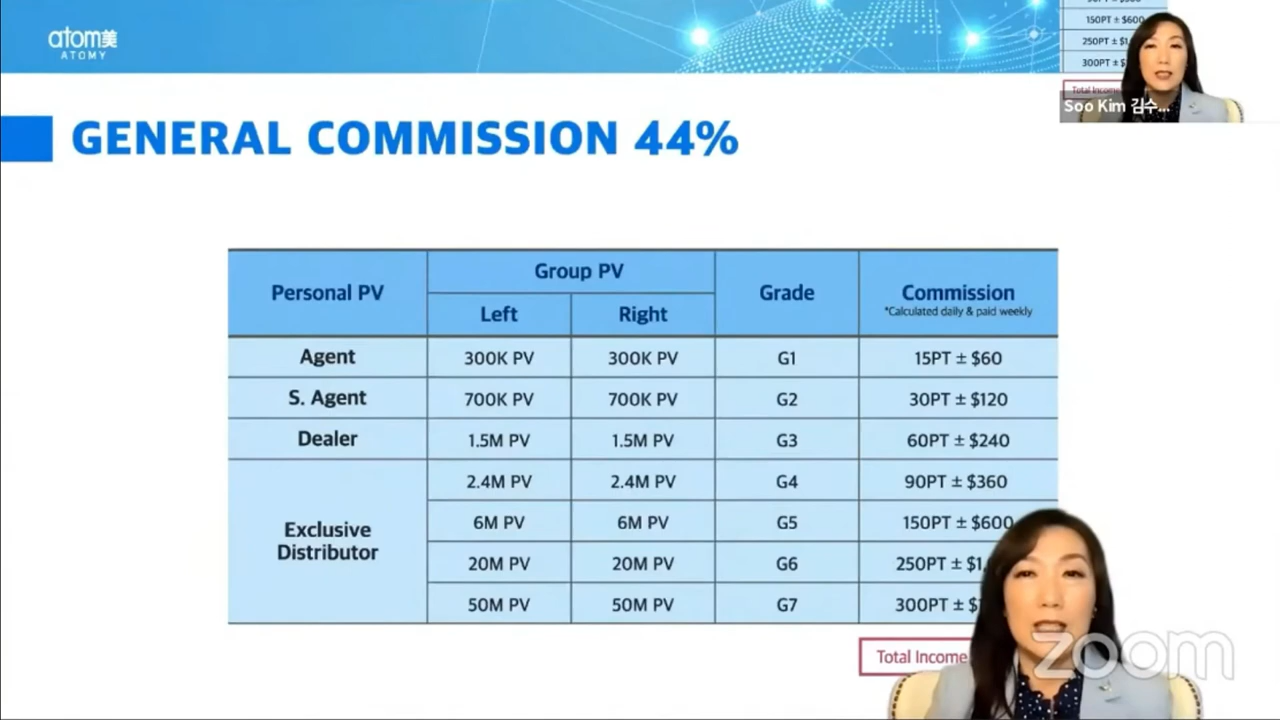 atom美
ATOMY
150PT ± $600
250PT ± $1,
300PT ± $
Total Income
Soo Kim 김수...
GENERAL COMMISSION 44%
Personal PV
Group PV
Left
Right
Grade
Commission
*Calculated daily & paid weekly
Agent 300K PV 300K PV G1 15PT ± $60
S. Agent 700K PV 700K PV G2 30PT ± $120
Dealer 1.5M PV 1.5M PV G3 60PT ± $240
2.4M PV 2.4M PV G4 90PT ± $360
Exclusive
Distributor
6M PV 6M PV G5 150PT ± $600
20M PV 20M PV G6 250PT ± $1,
50M PV 50M PV G7 300PT ± $
Total Income
zoom